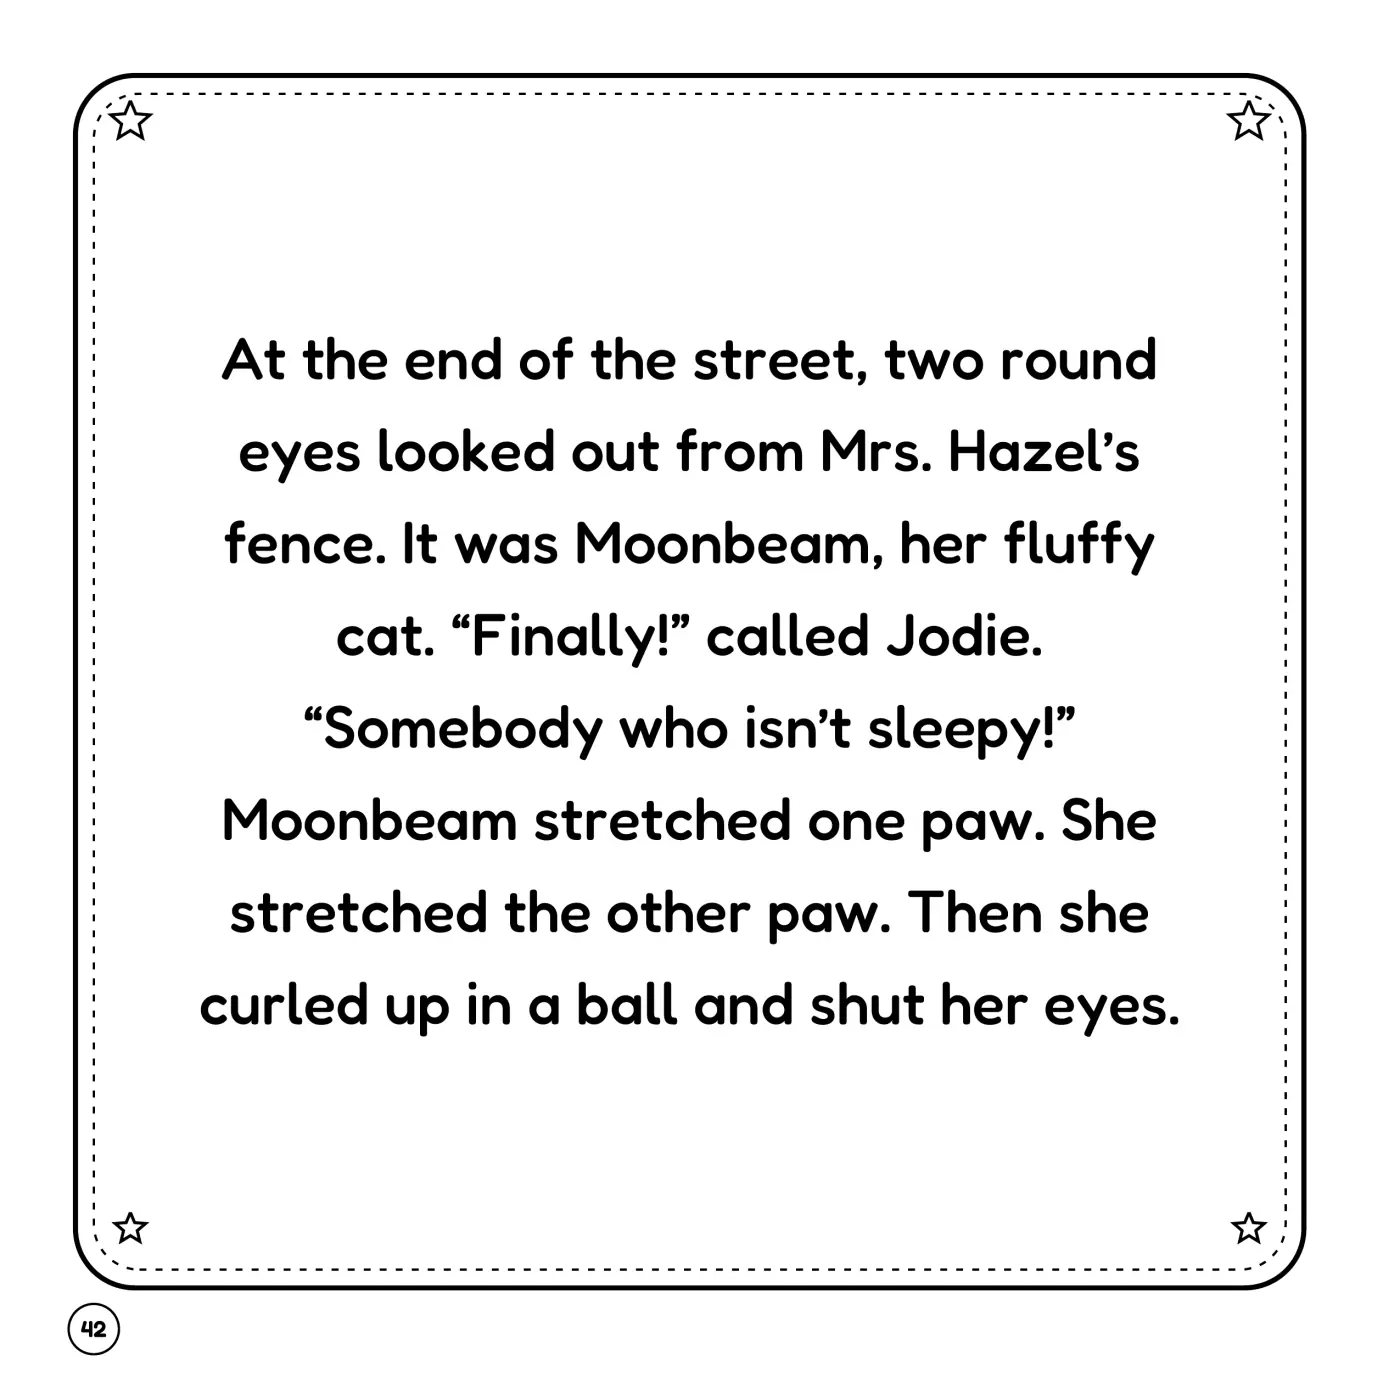 At the end of the street, two round
eyes looked out from Mrs. Hazel’s
fence. It was Moonbeam, her fluffy
cat. “Finally!” called Jodie.
“Somebody who isn’t sleepy!”
Moonbeam stretched one paw. She
stretched the other paw. Then she
curled up in a ball and shut her eyes.
42